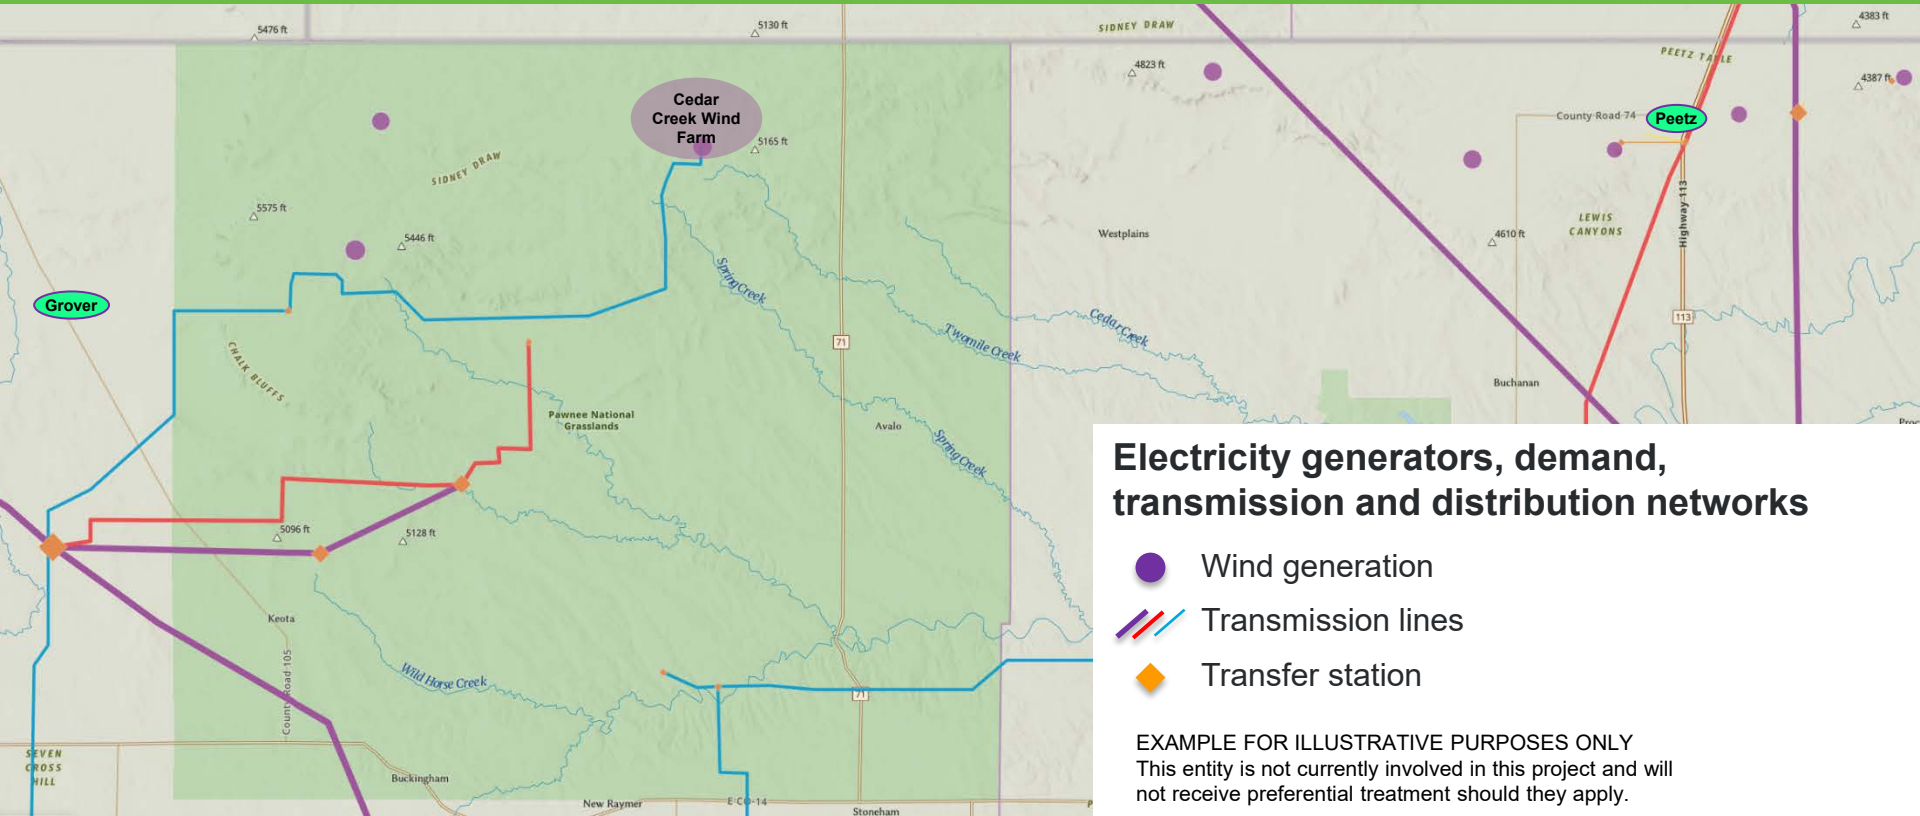 5476 ft
5130 ft
SIDNEY DRAW
4383 ft
PEETZ TABLE
4823 ft
4387 ft
Cedar
Creek Wind
Farm
County Road 74
Peetz
5165 ft
SIDNEY DRAW
5575 ft
5446 ft
Westplains
4610 ft
LEWIS
CANYONS
Highway 113
Grover
Spring Creek
Cedar Creek
Twomile Creek
113
71
CHALK BLUFFS
Buchanan
Pawnee National
Grasslands
Avalo
Spring Creek
5096 ft
5128 ft
Keota
County Road 105
Wild Horse Creek
71
SEVEN
CROSS
HILL
Buckingham
New Raymer
E CO-14
Stoneham
Electricity generators, demand,
transmission and distribution networks
Wind generation
Transmission lines
Transfer station
EXAMPLE FOR ILLUSTRATIVE PURPOSES ONLY
This entity is not currently involved in this project and will
not receive preferential treatment should they apply.